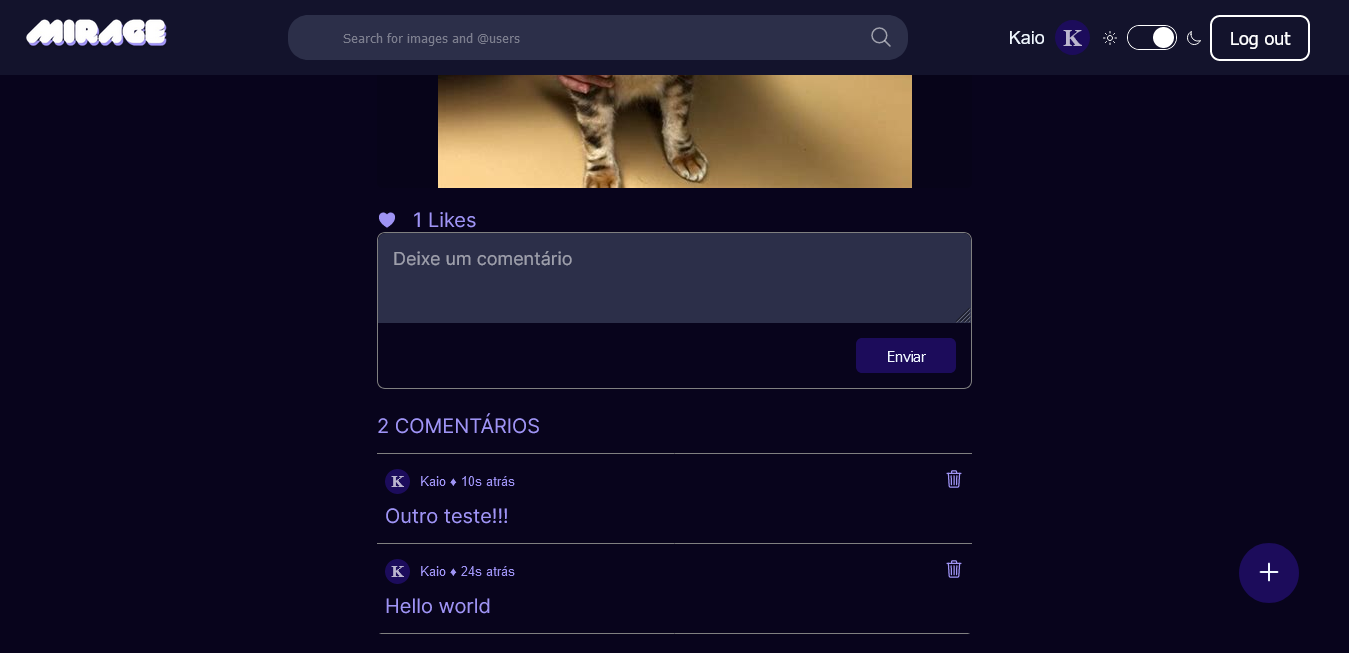 MIRAGE
Search for images and @users
Kaio
K
Log out
1 Likes
Deixe um comentário
Enviar
2 COMENTÁRIOS
K Kaio ♦ 10s atrás
Outro teste!!!
K Kaio ♦ 24s atrás
Hello world